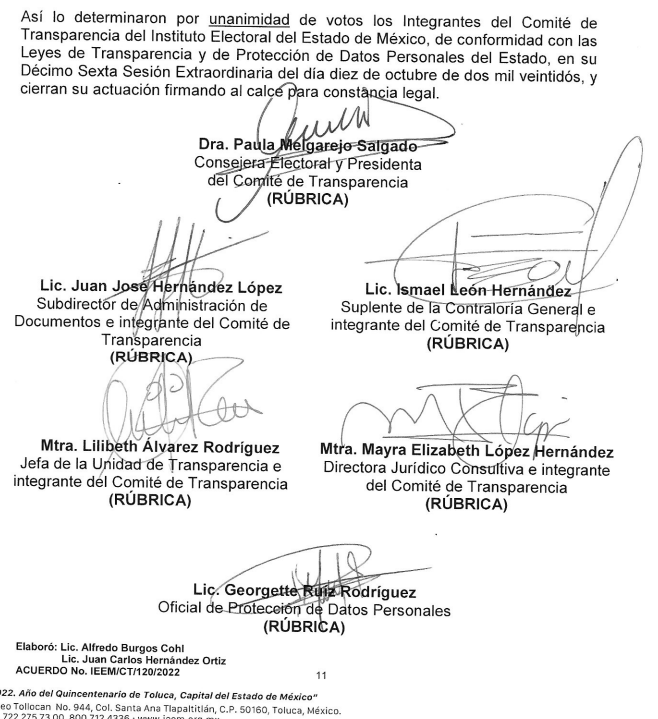 Así lo determinaron por unanimidad de votos los Integrantes del Comité de
Transparencia del Instituto Electoral del Estado de México, de conformidad con las
Leyes de Transparencia y de Protección de Datos Personales del Estado, en su
Décimo Sexta Sesión Extraordinaria del día diez de octubre de dos mil veintidós, y
cierran su actuación firmando al calce para constancia legal.
Dra. Paula Melgarejo Salgado
Consejera Electoral y Presidenta
del Comité de Transparencia
(RÚBRICA)
Lic. Juan José Hernández López
Subdirector de Administración de
Documentos e integrante del Comité de
Transparencia
(RÚBRICA)
Lic. Ismael León Hernández
Suplente de la Contraloría General e
integrante del Comité de Transparencia
(RÚBRICA)
Mtra. Lilibeth Álvarez Rodríguez
Jefa de la Unidad de Transparencia e
integrante del Comité de Transparencia
(RÚBRICA)
Mtra. Mayra Elizabeth López Hernández
Directora Jurídico Consultiva e integrante
del Comité de Transparencia
(RÚBRICA)
Lic. Georgette Ruíz Rodríguez
Oficial de Protección de Datos Personales
(RÚBRICA)
Elaboró: Lic. Alfredo Burgos Cohl
Lic. Juan Carlos Hernández Ortiz
ACUERDO No. IEEM/CT/120/2022
11
022. Año del Quincentenario de Toluca, Capital del Estado de México"
eo Tollocan No. 944, Col. Santa Ana Tlapaltitlán, C.P. 50160, Toluca, México.
722 275 73 00, 800 712 4336